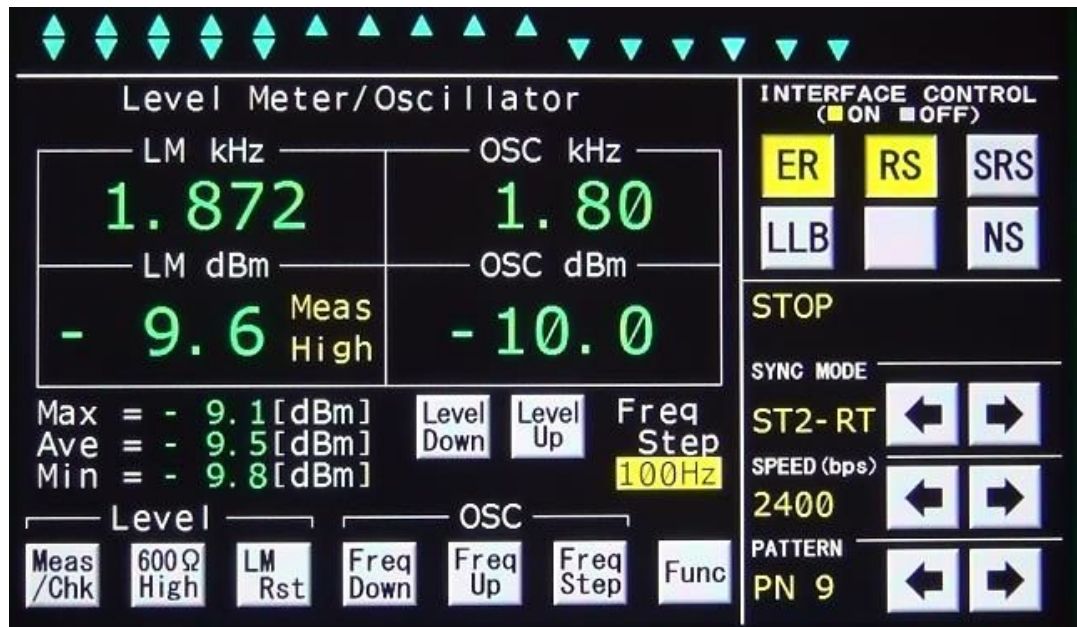 Level Meter/Oscillator
LM kHz
OSC kHz
1.872
1.80
LM dBm
OSC dBm
- 9.6
Meas
High
-10.0
Max = - 9.1[dBm]
Ave = - 9.5[dBm]
Min = - 9.8[dBm]
Level
Down
Level
Up
Freq
Step
100Hz
Level
OSC
Meas
/Chk
600Ω
High
LM
Rst
Freq
Down
Freq
Up
Freq
Step
Func
INTERFACE CONTROL
(■ON ■OFF)
ER
RS
SRS
LLB
NS
STOP
SYNC MODE
ST2-RT
SPEED(bps)
2400
PATTERN
PN 9